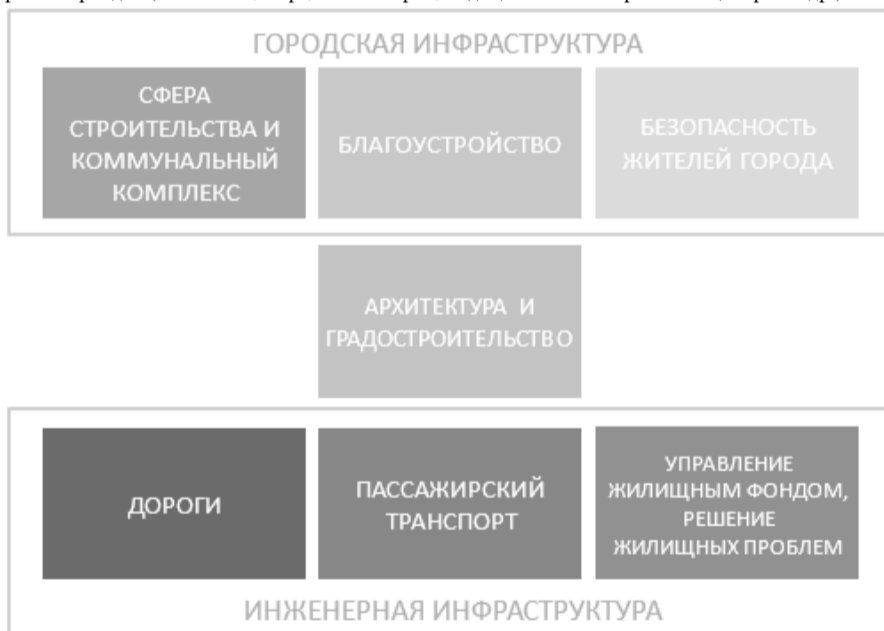 ГОРОДСКАЯ ИНФРАСТРУКТУРА
СФЕРА
СТРОИТЕЛЬСТВА И
КОММУНАЛЬНЫЙ
КОМПЛЕКС
БЛАГОУСТРОЙСТВО
БЕЗОПАСНОСТЬ
ЖИТЕЛЕЙ ГОРОДА
АРХИТЕКТУРА И
ГРАДОСТРОИТЕЛЬСТВО
ДОРОГИ
ПАССАЖИРСКИЙ
ТРАНСПОРТ
УПРАВЛЕНИЕ
ЖИЛИЩНЫМ ФОНДОМ,
РЕШЕНИЕ
ЖИЛИЩНЫХ ПРОБЛЕМ
ИНЖЕНЕРНАЯ ИНФРАСТРУКТУРА